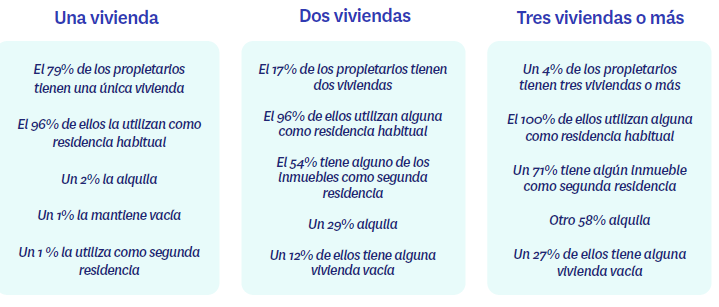 Una vivienda
El 79% de los propietarios
tienen una única vivienda
El 96% de ellos la utilizan como
residencia habitual
Un 2% la alquila
Un 1% la mantiene vacía
Un 1 % la utiliza como segunda
residencia
Dos viviendas
El 17% de los propietarios tienen
dos viviendas
El 96% de ellos utilizan alguna
como residencia habitual
El 54% tiene alguno de los
inmuebles como segunda
residencia
Un 29% alquila
Un 12% de ellos tiene alguna
vivienda vacía
Tres viviendas o más
Un 4% de los propietarios
tienen tres viviendas o más
El 100% de ellos utilizan alguna
como residencia habitual
Un 71% tiene algún inmueble
como segunda residencia
Otro 58% alquila
Un 27% de ellos tiene alguna
vivienda vacía